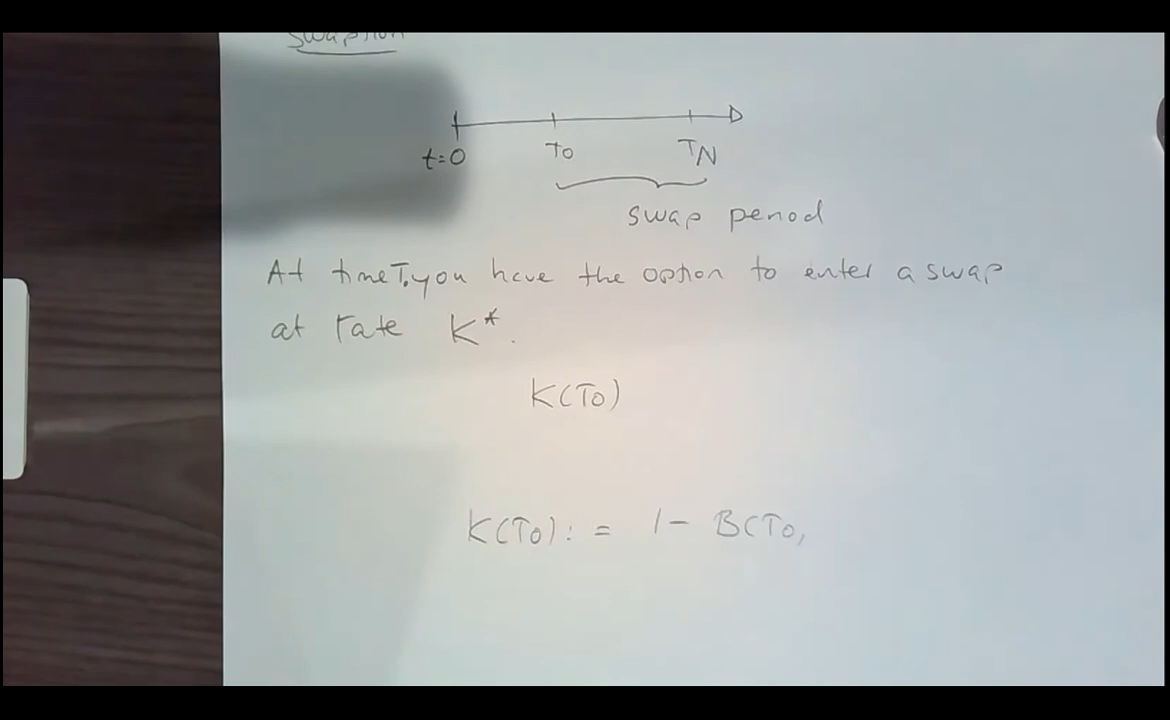 Swaption
t=0 T0 TN
swap period
At time T0 you have the option to enter a swap
at rate K*.
K(T0)
K(T0) := 1- B(T0,